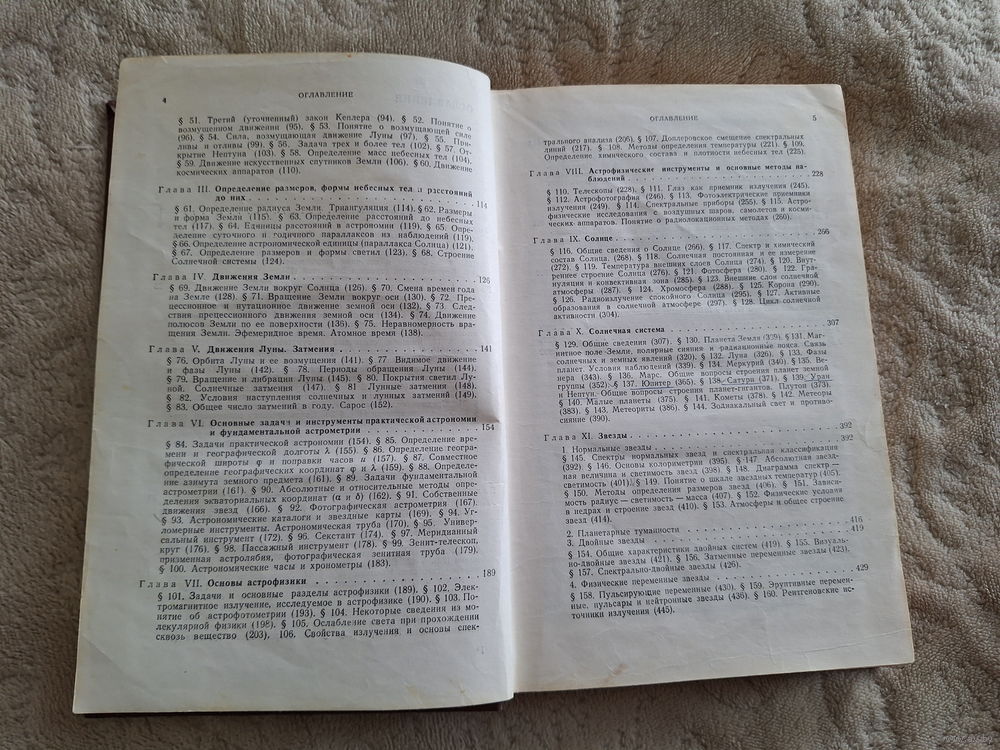 4
ОГЛАВЛЕНИЕ
§ 51. Третий (уточненный) закон Кеплера (94). § 52. Понятие о
возмущенном движении (95). § 53. Понятие о возмущающей силе
(96). § 54. Сила, возмущающая движение Луны (97). § 55. При-
ливы и отливы (99). § 56. Задача трех и более тел (102). § 57. От-
крытие Нептуна (103). § 58. Определение масс небесных тел (104).
§ 59. Движение искусственных спутников Земли (106). § 60. Движение
космических аппаратов (110).
Глава III. Определение размеров, формы небесных тел и расстояний
до них . . . 114
§ 61. Определение радиуса Земли. Триангуляция (114). § 62. Размеры
и форма Земли (115). § 63. Определение расстояний до небесных
тел (117). § 64. Единицы расстояний в астрономии (119). § 65. Опре-
деление суточного и годичного параллаксов из наблюдений (119).
§ 66. Определение астрономической единицы (параллакса Солнца) (121).
§ 67. Определение размеров и формы светил (123). § 68. Строение
Солнечной системы (124).
Глава IV. Движения Земли . . . 126
§ 69. Движение Земли вокруг Солнца (126). § 70. Смена времен года
на Земле (128). § 71. Вращение Земли вокруг оси (130). § 72. Пре-
цессионное и нутационное движение земной оси (132). § 73. След-
ствия прецессионного движения земной оси (134). § 74. Движение
полюсов Земли по ее поверхности (136). § 75. Неравномерность вра-
щения Земли. Эфемеридное время. Атомное время (138).
Глава V. Движения Луны. Затмения . . . 141
§ 76. Орбита Луны и ее возмущения (141). § 77 Видимое движение
и фазы Луны (142). § 78. Периоды обращения Луны (144).
§ 79. Вращение и либрации Луны (145). § 80. Покрытия светил Лу-
ной. Солнечные затмения (147). § 81 Лунные затмения (148).
§ 82. Условия наступления солнечных и лунных затмений (149).
§ 83. Общее число затмений в году. Сарос (152).
Глава VI. Основные задачи и инструменты практической астрономии
и фундаментальной астрометрии . . . 154
§ 84. Задачи практической астрономии (154). § 85. Определение вре-
мени и географической долготы λ (155). § 86. Определение геогра-
фической широты φ и поправки часов u (157). § 87. Совместное
определение географических координат φ и λ (159). § 88. Определе-
ние азимута земного предмета (161). § 89. Задачи фундаментальной
астрометрии (161). § 90. Абсолютные и относительные методы опре-
деления экваториальных координат (α и δ) (162). § 91. Собственные
движения звезд (166). § 92. Фотографическая астрометрия (167).
§ 93. Астрономические каталоги и звездные карты (169). § 94. Уг-
ломерные инструменты. Астрономическая труба (170). § 95. Универ-
сальный инструмент (172). § 96. Секстант (174). § 97. Меридианный
круг (176). § 98. Пассажный инструмент (178). § 99. Зенит-телескоп,
призменная астролябия, фотографическая зенитная труба (179).
§ 100. Астрономические часы и хронометры (183).
Глава VII. Основы астрофизики . . . 189
§ 101. Задачи и основные разделы астрофизики (189). § 102. Элек-
тромагнитное излучение, исследуемое в астрофизике (190). § 103. По-
нятие об астрофотометрии (193). § 104. Некоторые сведения из мо-
лекулярной физики (198). § 105. Ослабление света при прохождении
сквозь вещество (203). 106. Свойства излучения и основы спек-
ОГЛАВЛЕНИЕ
5
трального анализа (206). § 107. Доплеровское смещение спектральных
линий (217). § 108. Методы определения температуры (221). § 109.
Определение химического состава и плотности небесных тел (225).
Глава VIII. Астрофизические инструменты и основные методы на-
блюдений . . . 228
§ 110. Телескопы (228). § 111. Глаз как приемник излучения (245).
§ 112. Астрофотография (246). § 113. Фотоэлектрические приемники
излучения (249). § 114. Спектральные приборы (255). § 115. Астро-
физические исследования с воздушных шаров, самолетов и косми-
ческих аппаратов. Понятие о радиолокационных методах (260).
Глава IX. Солнце . . . 266
§ 116. Общие сведения о Солнце (266). § 117. Спектр и химический
состав Солнца. (268). § 118. Солнечная постоянная и ее измерение
(272). § 119. Температура внешних слоев Солнца (274). § 120. Внут-
реннее строение Солнца (276). § 121. Фотосфера (280). § 122. Гра-
нуляция и конвективная зона (285). § 123. Внешние слои солнечной
атмосферы (287). § 124. Хромосфера (288). § 125. Корона (290).
§ 126. Радиоизлучение спокойного Солнца (295). § 127. Активные
образования в солнечной атмосфере (297). § 128. Цикл солнечной
активности (304).
Глава X. Солнечная система . . . 307
§ 129. Общие сведения (307). § 130. Планета Земля (309). § 131. Маг-
нитное поле Земли, полярные сияния и радиационные пояса. Связь
солнечных и земных явлений (320). § 132. Луна (326). § 133. Фазы
планет. Условия наблюдений (339). § 134. Меркурий (340). § 135. Ве-
нера (343). § 136. Марс. Общие вопросы строения планет земной
группы (352). § 137. Юпитер (365). § 138. Сатурн (371). § 139. Уран
и Нептун. Общие вопросы строения планет-гигантов. Плутон (373).
§ 140. Малые планеты (375). § 141. Кометы (378). § 142. Метеоры
(383). § 143. Метеориты (386). § 144. Зодиакальный свет и противо-
сияние (390).
Глава XI. Звезды . . . 392
1. Нормальные звезды . . . 392
§ 145. Спектры нормальных звезд и спектральная классификация
(392). § 146. Основы колориметрии (395). § 147. Абсолютная звезд-
ная величина и светимость звезд (398). § 148. Диаграмма спектр —
светимость (401). § 149. Понятие о шкале звездных температур (405).
§ 150. Методы определения размеров звезд (406). § 151. Зависи-
мость радиус — светимость — масса (407). § 152. Физические условия
в недрах и строение звезд (410). § 153. Атмосферы и общее строение
звезд (414).
2. Планетарные туманности . . . 416
3. Двойные звезды . . . 419
§ 154. Общие характеристики двойных систем (419). § 155. Визуаль-
но-двойные звезды (421). § 156. Затменные переменные звезды (423).
§ 157. Спектрально-двойные звезды (426).
4. Физические переменные звезды . . . 429
§ 158. Пульсирующие переменные (430). § 159. Эруптивные перемен-
ные, пульсары и нейтронные звезды (436). § 160. Рентгеновские ис-
точники излучения (445).